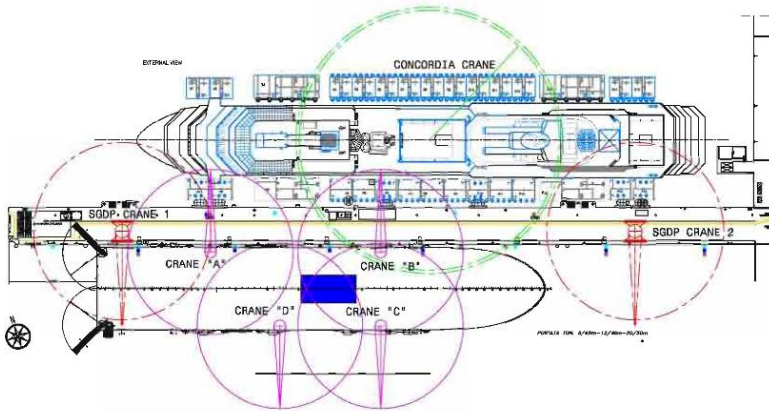 EXTERNAL VIEW
CONCORDIA CRANE
SGDP CRANE 1
SGDP CRANE 2
CRANE "A"
CRANE "B"
CRANE "D"
CRANE "C"